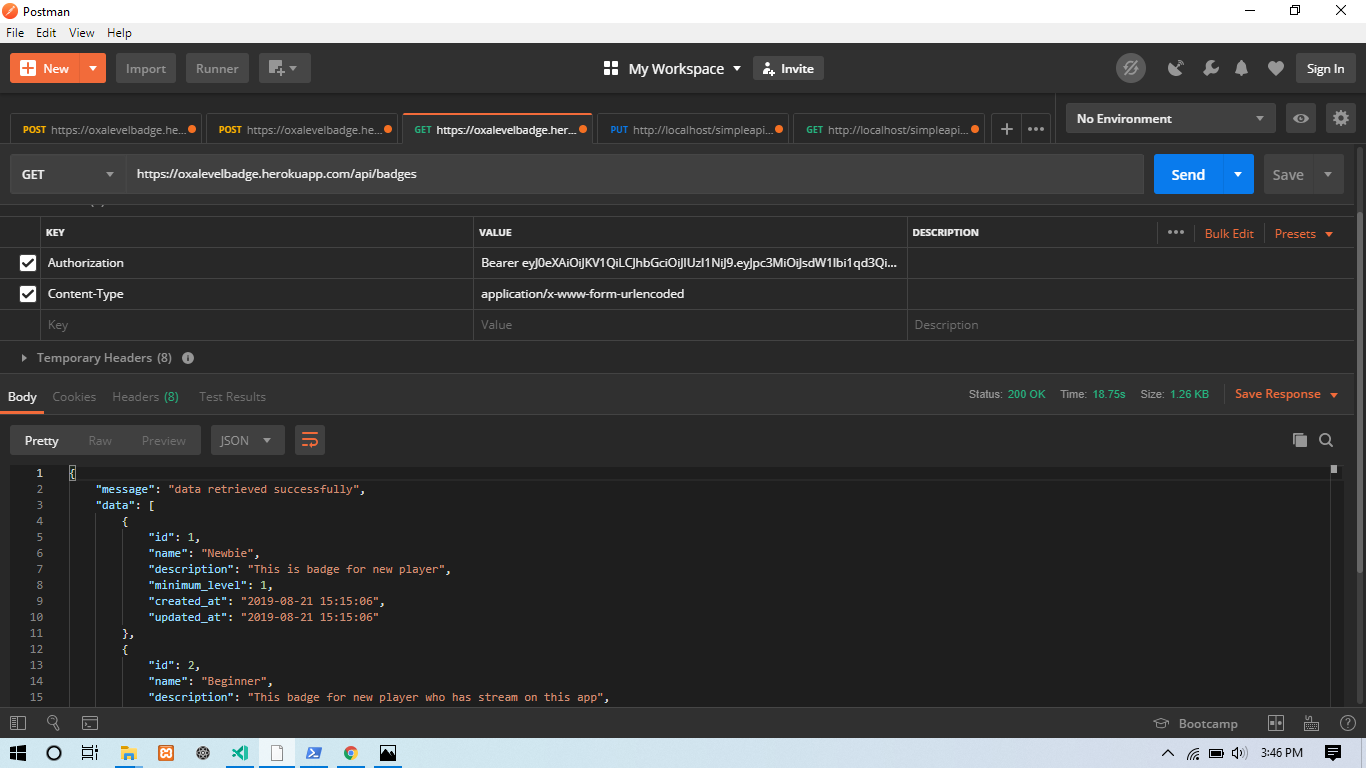 Postman
File Edit View Help
New Import Runner My Workspace Invite Sign In
POST https://oxalevelbadge.he... POST https://oxalevelbadge.he... GET https://oxalevelbadge.her... PUT http://localhost/simpleapi... GET http://localhost/simpleapi... No Environment
GET https://oxalevelbadge.herokuapp.com/api/badges Send Save
KEY VALUE DESCRIPTION Bulk Edit Presets
Authorization Bearer eyJ0eXAiOiJKV1QiLCJhbGciOiJIUzI1NiJ9.eyJpc3MiOiJsdW1lbi1qd3Qi...
Content-Type application/x-www-form-urlencoded
Key Value Description
Temporary Headers (8)
Body Cookies Headers (8) Test Results Status: 200 OK Time: 18.75s Size: 1.26 KB Save Response
Pretty Raw Preview JSON
1 {
2 "message": "data retrieved successfully",
3 "data": [
4 {
5 "id": 1,
6 "name": "Newbie",
7 "description": "This is badge for new player",
8 "minimum_level": 1,
9 "created_at": "2019-08-21 15:15:06",
10 "updated_at": "2019-08-21 15:15:06"
11 },
12 {
13 "id": 2,
14 "name": "Beginner",
15 "description": "This badge for new player who has stream on this app",
Bootcamp
3:46 PM